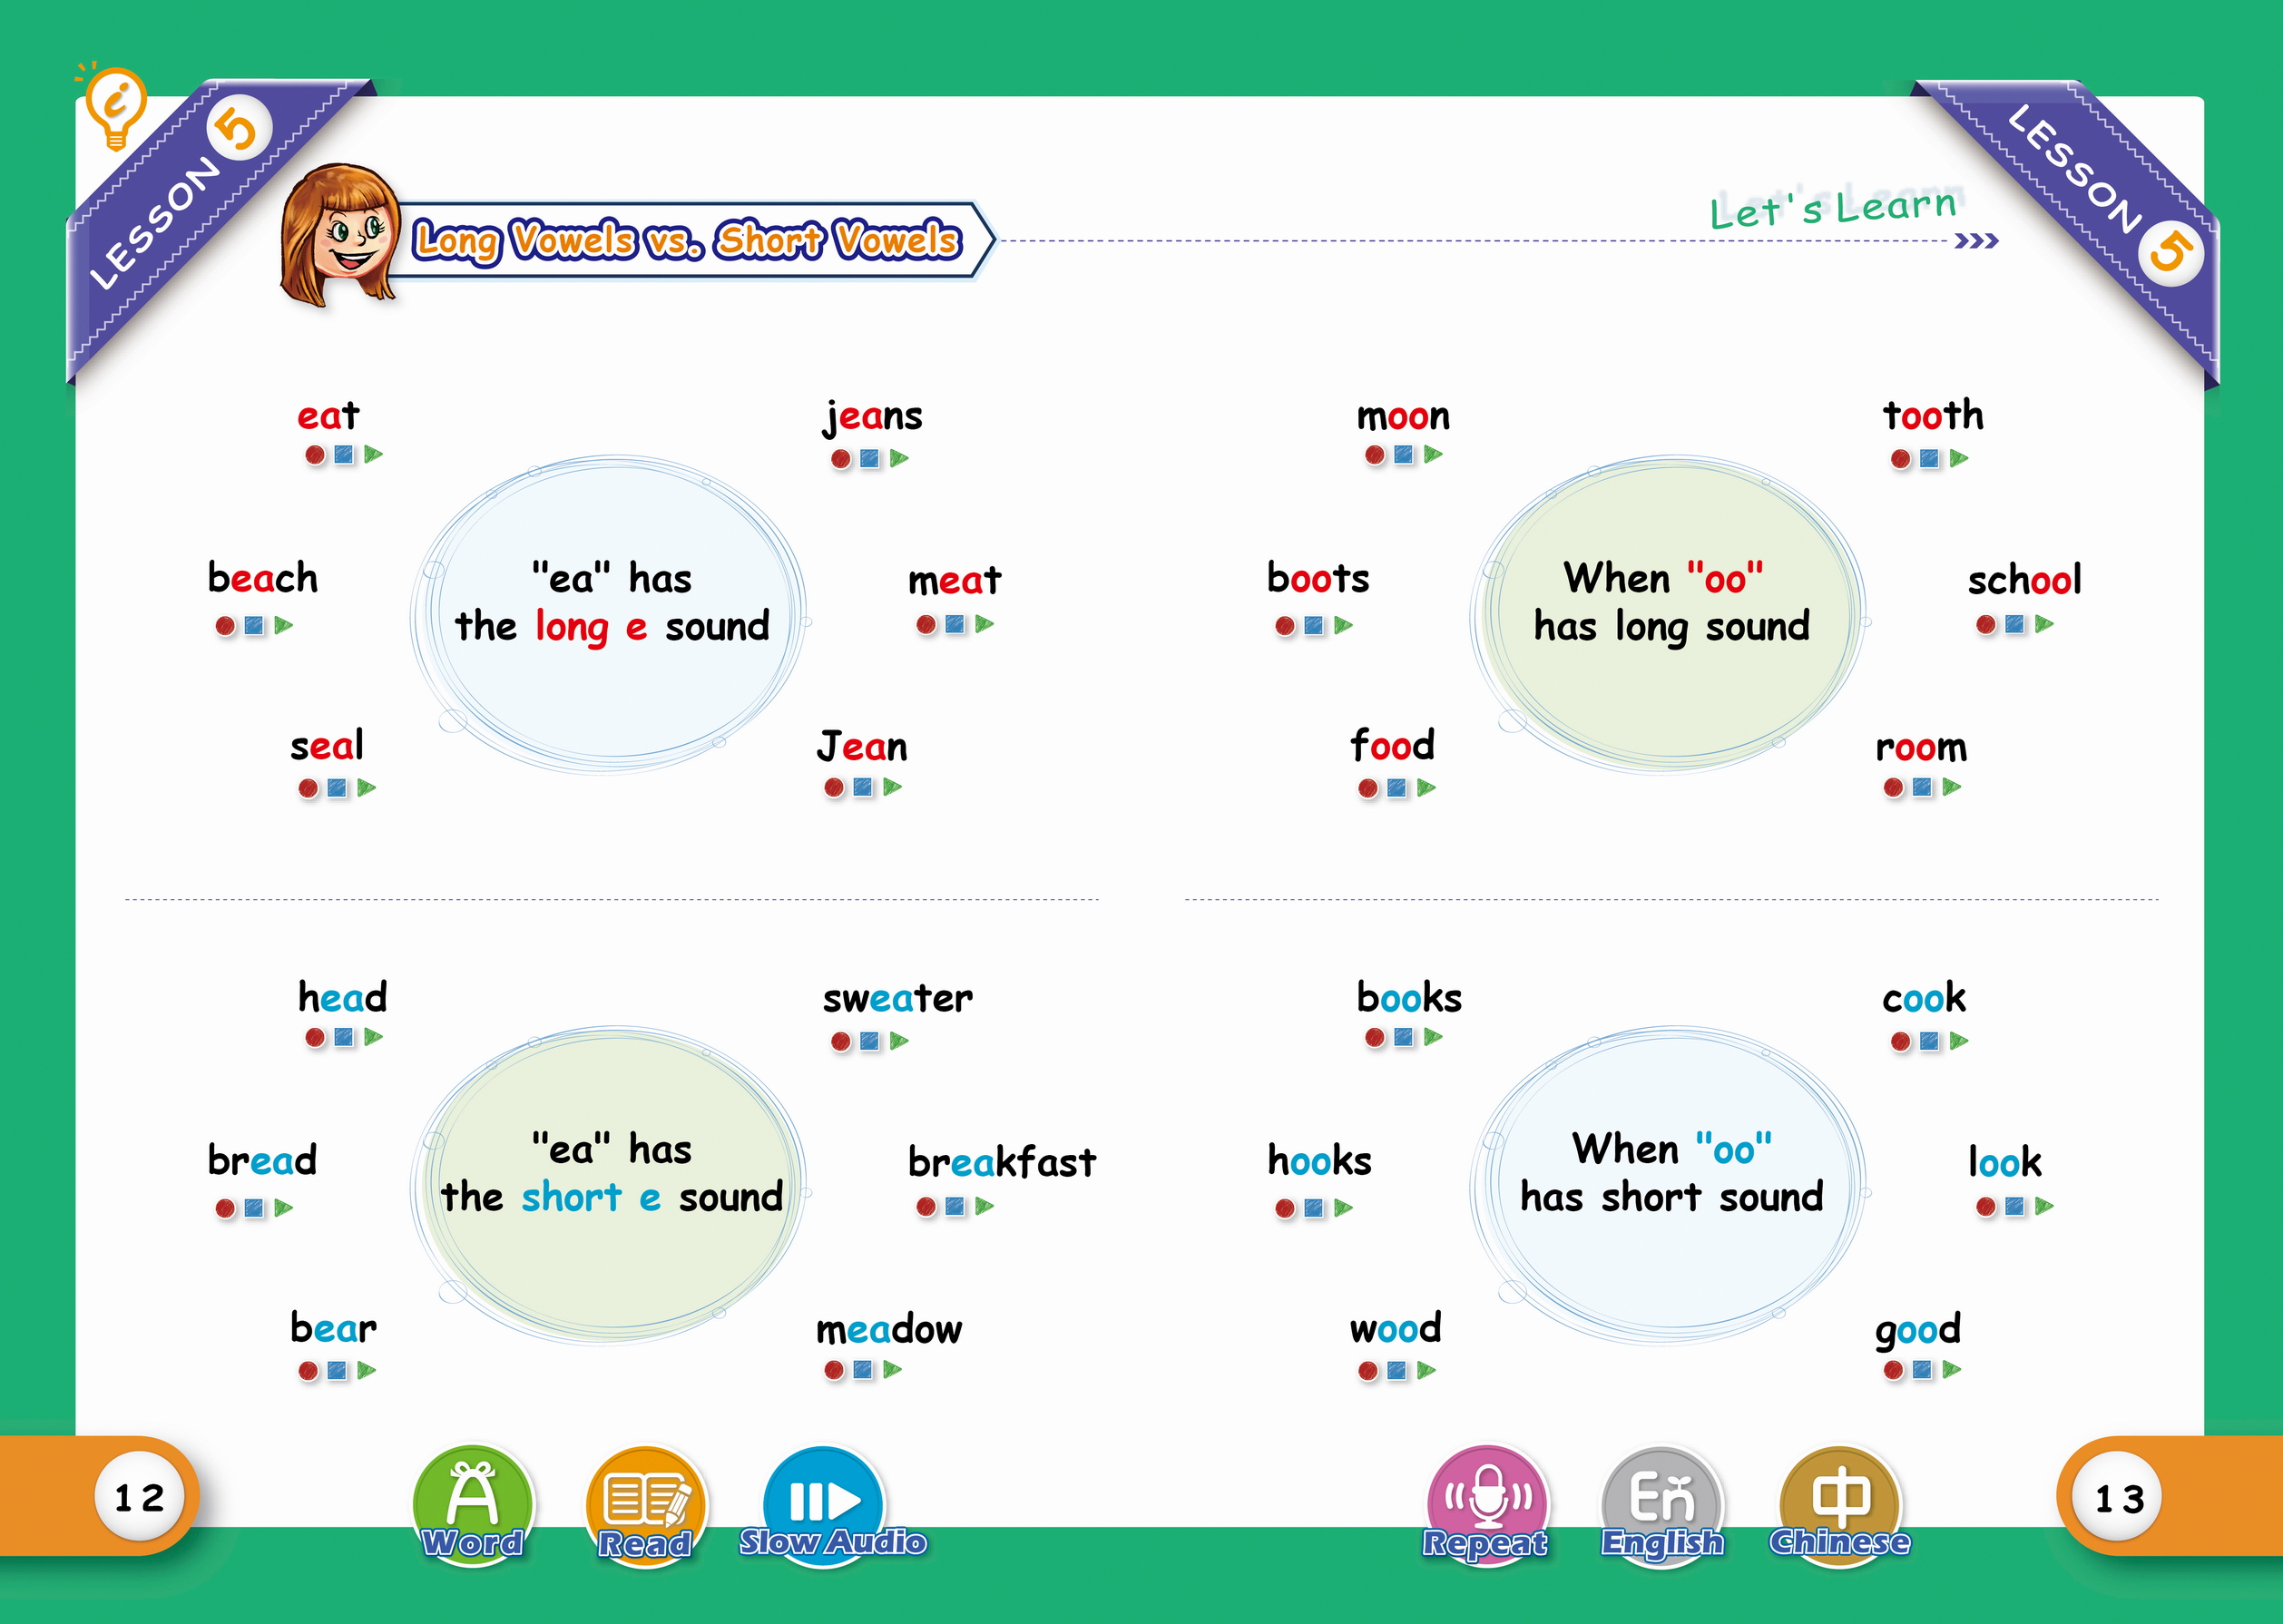 LESSON 5
LESSON 5
Long Vowels vs. Short Vowels
Let's Learn
eat
jeans
beach
"ea" has
the long e sound
meat
seal
Jean
moon
tooth
boots
When "oo"
has long sound
school
food
room
head
sweater
bread
"ea" has
the short e sound
breakfast
bear
meadow
books
cook
hooks
When "oo"
has short sound
look
wood
good
12
Word
Read
Slow Audio
Repeat
En
English
中
Chinese
13